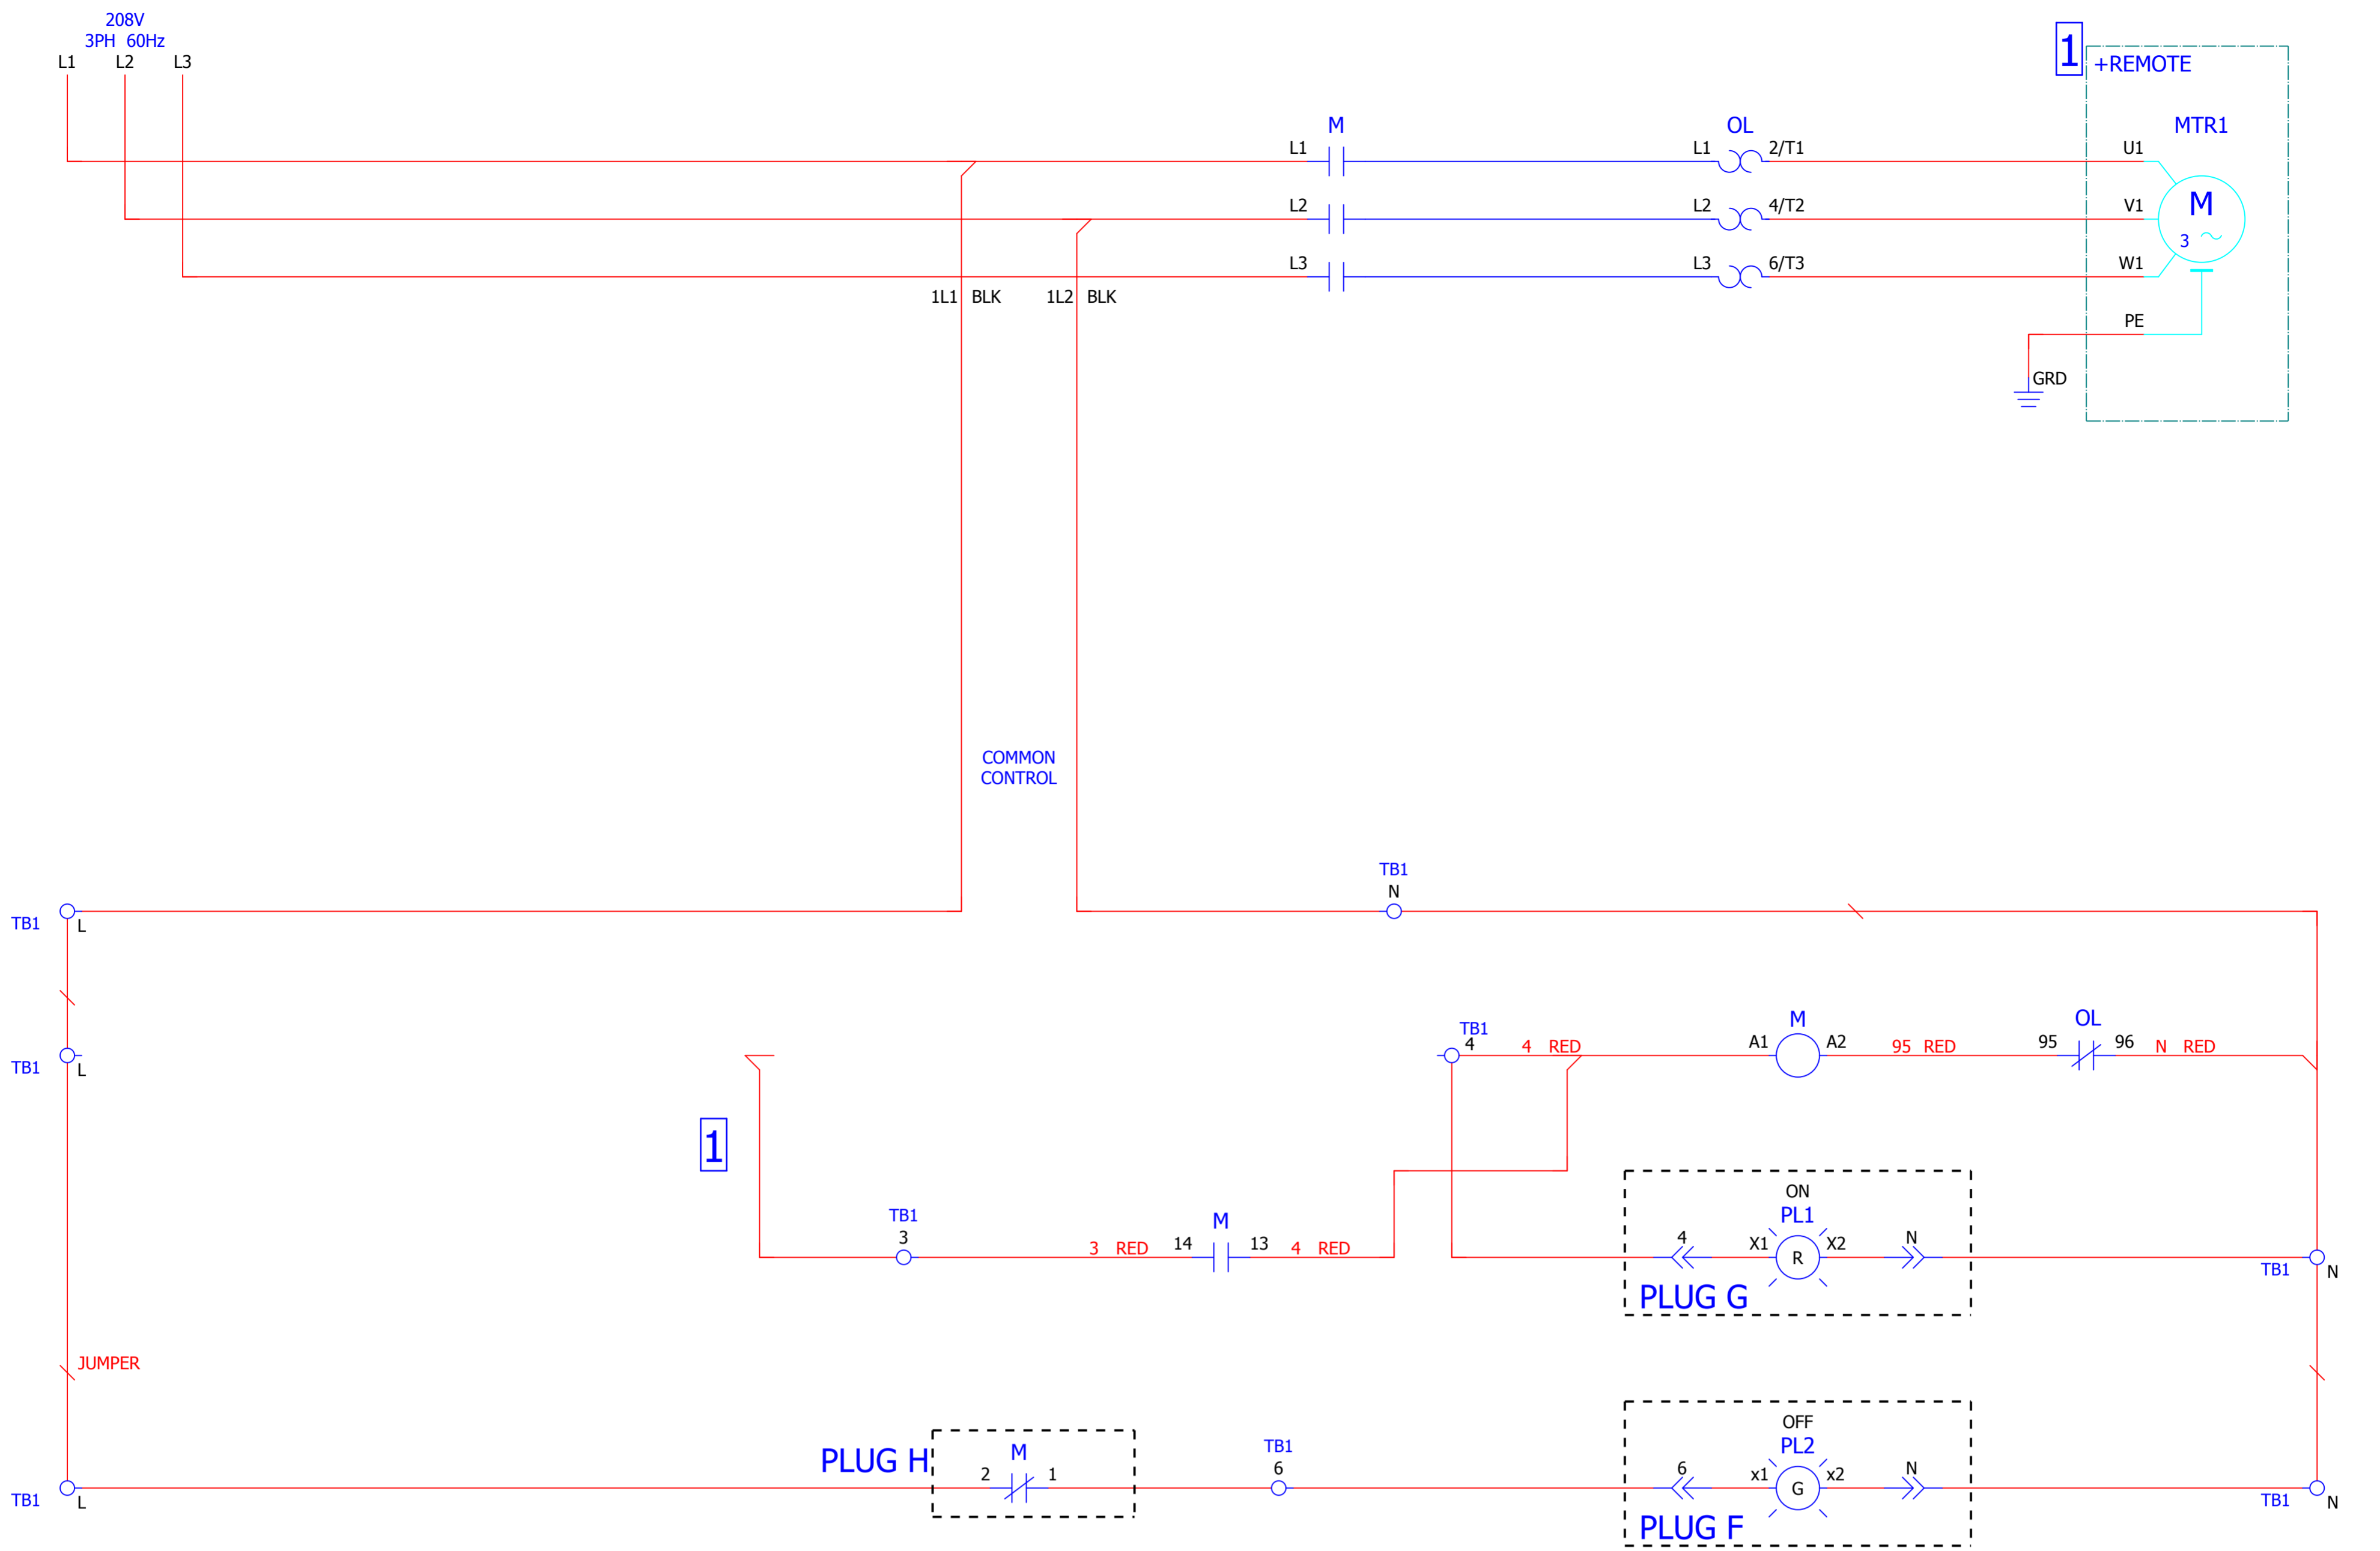 208V
3PH 60Hz
L1 L2 L3
1
+REMOTE
M OL MTR1
L1 L1 2/T1 U1
L2 L2 4/T2 V1
M
3
L3 L3 6/T3 W1
1L1 BLK 1L2 BLK
PE
GRD
COMMON
CONTROL
TB1
N
TB1 L
TB1 4 4 RED M A1 A2 95 RED OL 95 96 N RED
TB1 L
1
ON
PL1
TB1
3
3 RED 14 M 13 4 RED
4 X1 R X2 N
TB1 N
PLUG G
JUMPER
OFF
PL2
PLUG H M
2 1
TB1
6
6 x1 G x2 N
TB1 L
TB1 N
PLUG F